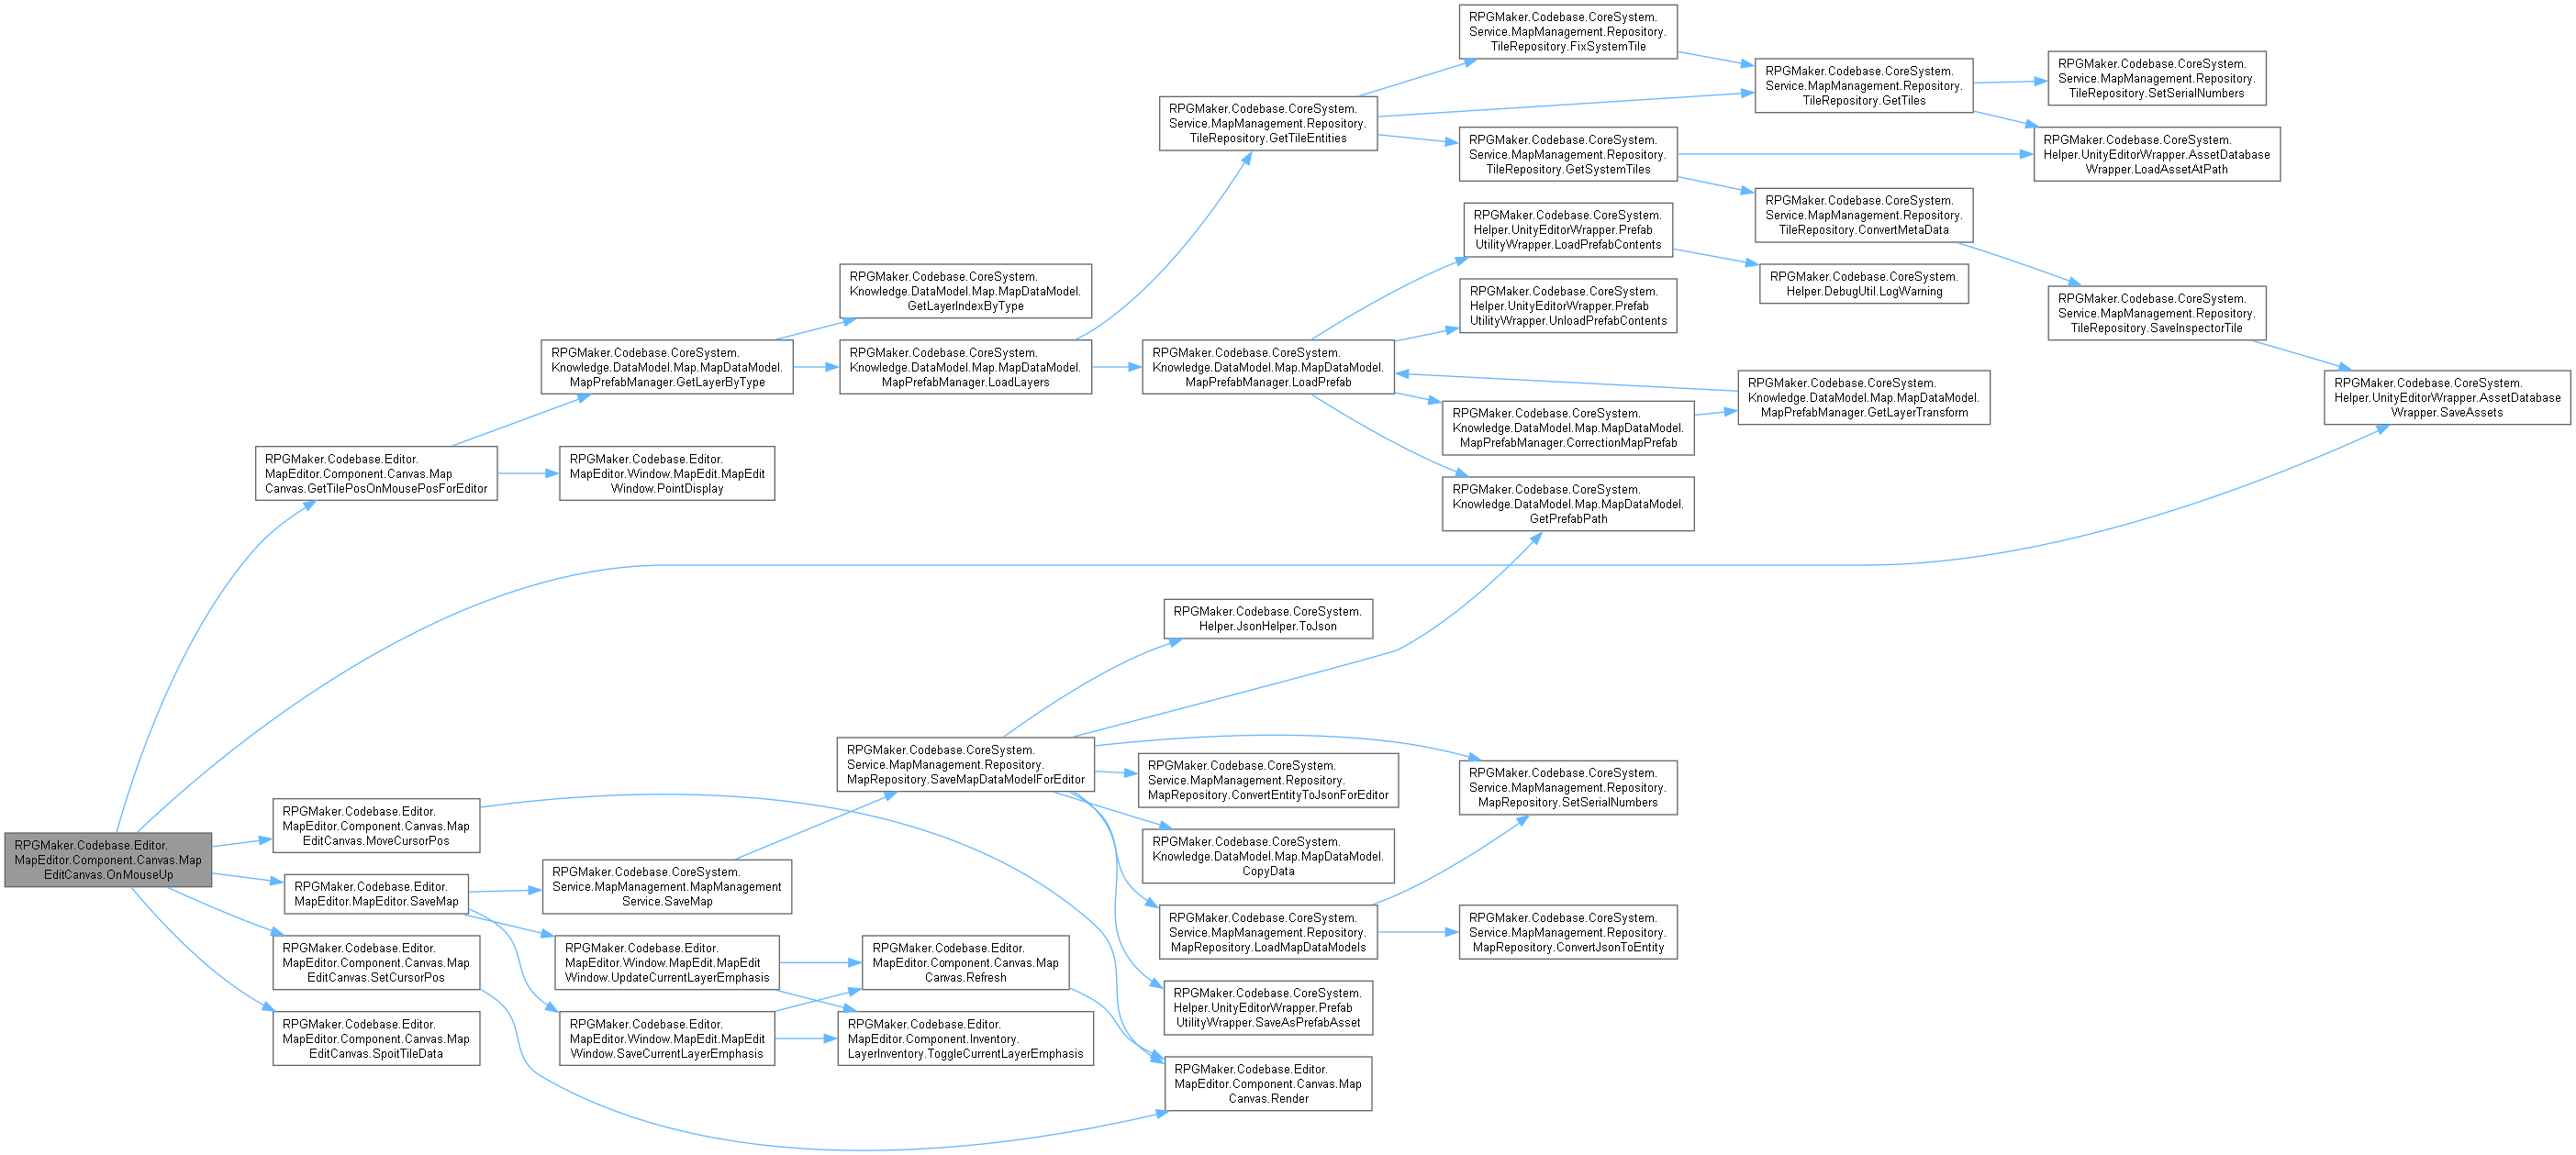 RPGMaker.Codebase.CoreSystem.
Service.MapManagement.Repository.
TileRepository.FixSystemTile
RPGMaker.Codebase.CoreSystem.
Service.MapManagement.Repository.
TileRepository.GetTiles
RPGMaker.Codebase.CoreSystem.
Service.MapManagement.Repository.
TileRepository.SetSerialNumbers
RPGMaker.Codebase.CoreSystem.
Service.MapManagement.Repository.
TileRepository.GetTileEntities
RPGMaker.Codebase.CoreSystem.
Service.MapManagement.Repository.
TileRepository.GetSystemTiles
RPGMaker.Codebase.CoreSystem.
Helper.UnityEditorWrapper.AssetDatabase
Wrapper.LoadAssetAtPath
RPGMaker.Codebase.CoreSystem.
Service.MapManagement.Repository.
TileRepository.ConvertMetaData
RPGMaker.Codebase.CoreSystem.
Helper.UnityEditorWrapper.Prefab
UtilityWrapper.LoadPrefabContents
RPGMaker.Codebase.CoreSystem.
Helper.DebugUtil.LogWarning
RPGMaker.Codebase.CoreSystem.
Knowledge.DataModel.Map.MapDataModel.
GetLayerIndexByType
RPGMaker.Codebase.CoreSystem.
Helper.UnityEditorWrapper.Prefab
UtilityWrapper.UnloadPrefabContents
RPGMaker.Codebase.CoreSystem.
Service.MapManagement.Repository.
TileRepository.SaveInspectorTile
RPGMaker.Codebase.CoreSystem.
Knowledge.DataModel.Map.MapDataModel.
MapPrefabManager.GetLayerByType
RPGMaker.Codebase.CoreSystem.
Knowledge.DataModel.Map.MapDataModel.
MapPrefabManager.LoadLayers
RPGMaker.Codebase.CoreSystem.
Knowledge.DataModel.Map.MapDataModel.
MapPrefabManager.LoadPrefab
RPGMaker.Codebase.CoreSystem.
Knowledge.DataModel.Map.MapDataModel.
MapPrefabManager.GetLayerTransform
RPGMaker.Codebase.CoreSystem.
Helper.UnityEditorWrapper.AssetDatabase
Wrapper.SaveAssets
RPGMaker.Codebase.CoreSystem.
Knowledge.DataModel.Map.MapDataModel.
MapPrefabManager.CorrectionMapPrefab
RPGMaker.Codebase.Editor.
MapEditor.Component.Canvas.Map
Canvas.GetTilePosOnMousePosForEditor
RPGMaker.Codebase.Editor.
MapEditor.Window.MapEdit.MapEdit
Window.PointDisplay
RPGMaker.Codebase.CoreSystem.
Knowledge.DataModel.Map.MapDataModel.
GetPrefabPath
RPGMaker.Codebase.CoreSystem.
Helper.JsonHelper.ToJson
RPGMaker.Codebase.CoreSystem.
Service.MapManagement.Repository.
MapRepository.SaveMapDataModelForEditor
RPGMaker.Codebase.CoreSystem.
Service.MapManagement.Repository.
MapRepository.ConvertEntityToJsonForEditor
RPGMaker.Codebase.CoreSystem.
Service.MapManagement.Repository.
MapRepository.SetSerialNumbers
RPGMaker.Codebase.Editor.
MapEditor.Component.Canvas.Map
EditCanvas.MoveCursorPos
RPGMaker.Codebase.Editor.
MapEditor.Component.Canvas.Map
EditCanvas.OnMouseUp
RPGMaker.Codebase.CoreSystem.
Knowledge.DataModel.Map.MapDataModel.
CopyData
RPGMaker.Codebase.Editor.
MapEditor.MapEditor.SaveMap
RPGMaker.Codebase.CoreSystem.
Service.MapManagement.MapManagement
Service.SaveMap
RPGMaker.Codebase.CoreSystem.
Service.MapManagement.Repository.
MapRepository.LoadMapDataModels
RPGMaker.Codebase.CoreSystem.
Service.MapManagement.Repository.
MapRepository.ConvertJsonToEntity
RPGMaker.Codebase.Editor.
MapEditor.Component.Canvas.Map
EditCanvas.SetCursorPos
RPGMaker.Codebase.Editor.
MapEditor.Window.MapEdit.MapEdit
Window.UpdateCurrentLayerEmphasis
RPGMaker.Codebase.Editor.
MapEditor.Component.Canvas.Map
Canvas.Refresh
RPGMaker.Codebase.CoreSystem.
Helper.UnityEditorWrapper.Prefab
UtilityWrapper.SaveAsPrefabAsset
RPGMaker.Codebase.Editor.
MapEditor.Component.Canvas.Map
EditCanvas.SpoitTileData
RPGMaker.Codebase.Editor.
MapEditor.Window.MapEdit.MapEdit
Window.SaveCurrentLayerEmphasis
RPGMaker.Codebase.Editor.
MapEditor.Component.Inventory.
LayerInventory.ToggleCurrentLayerEmphasis
RPGMaker.Codebase.Editor.
MapEditor.Component.Canvas.Map
Canvas.Render